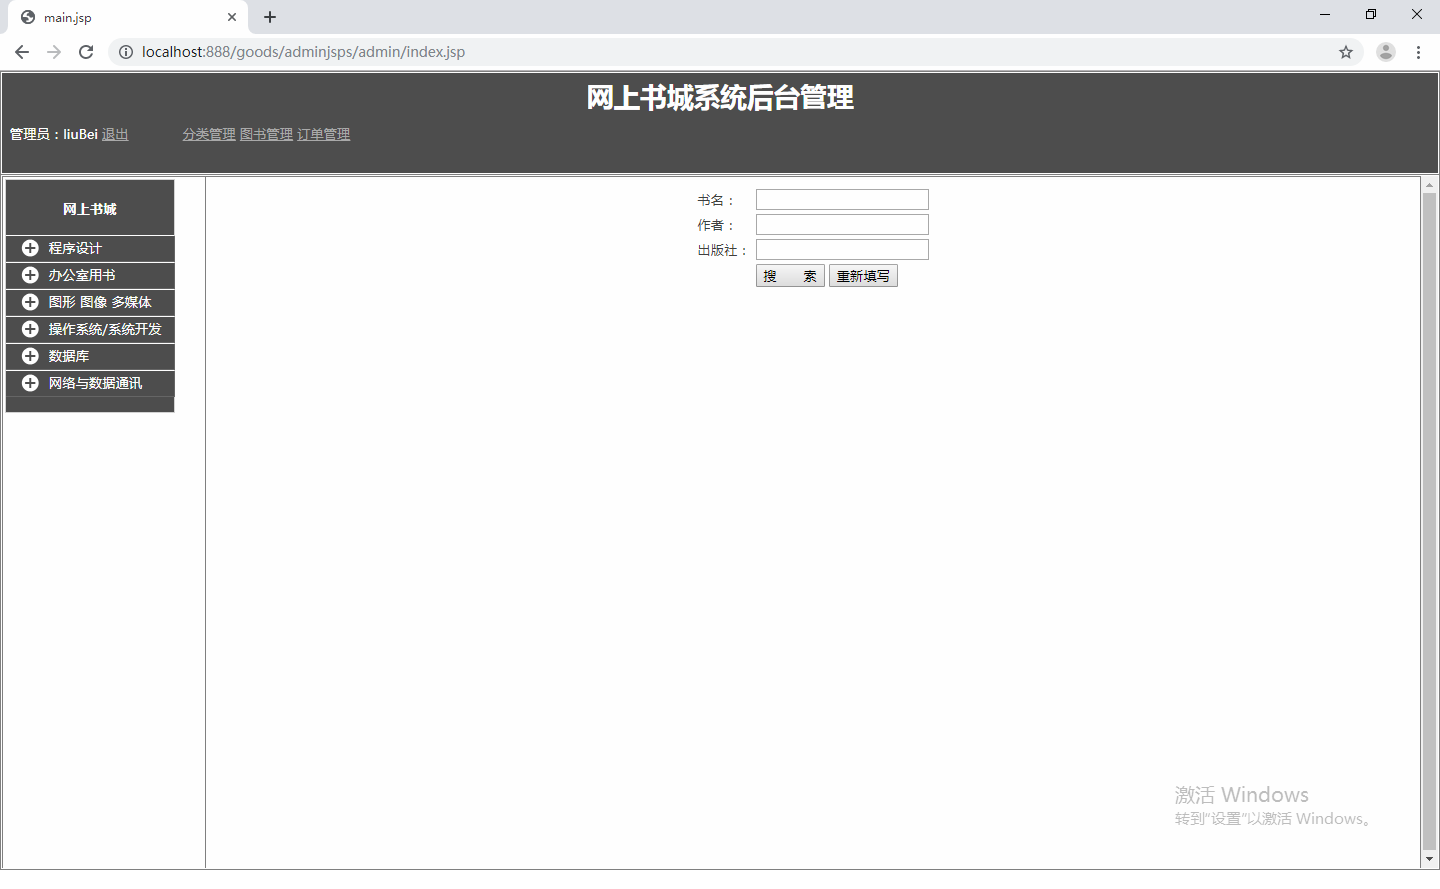 main.jsp
localhost:888/goods/adminjsps/admin/index.jsp
网上书城系统后台管理
管理员：liuBei 退出 分类管理 图书管理 订单管理
网上书城
程序设计
办公室用书
图形 图像 多媒体
操作系统/系统开发
数据库
网络与数据通讯
书名：
作者：
出版社：
搜 索 重新填写
激活 Windows
转到"设置"以激活 Windows。